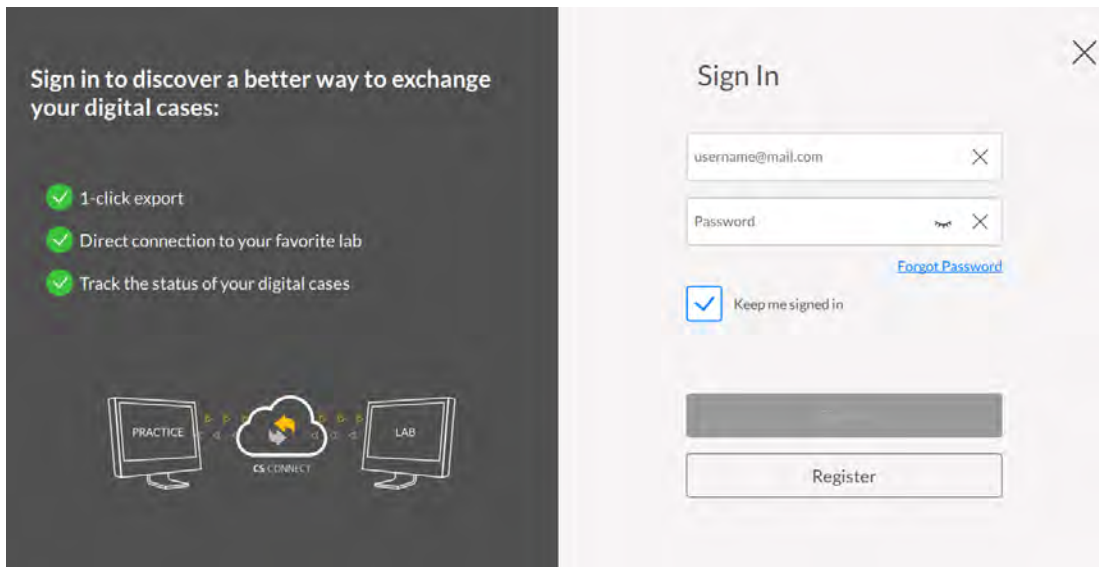 Sign in to discover a better way to exchange
your digital cases:
1-click export
Direct connection to your favorite lab
Track the status of your digital cases
PRACTICE
CS CONNECT
LAB
Sign In
username@mail.com
Password
Forgot Password
Keep me signed in
Register